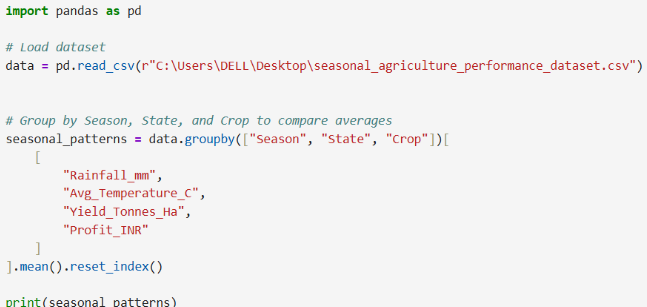 import pandas as pd
# Load dataset
data = pd.read_csv(r"C:\Users\DELL\Desktop\seasonal_agriculture_performance_dataset.csv")
# Group by Season, State, and Crop to compare averages
seasonal_patterns = data.groupby(["Season", "State", "Crop"])[
    [
        "Rainfall_mm",
        "Avg_Temperature_C",
        "Yield_Tonnes_Ha",
        "Profit_INR"
    ]
].mean().reset_index()
print(seasonal_patterns)